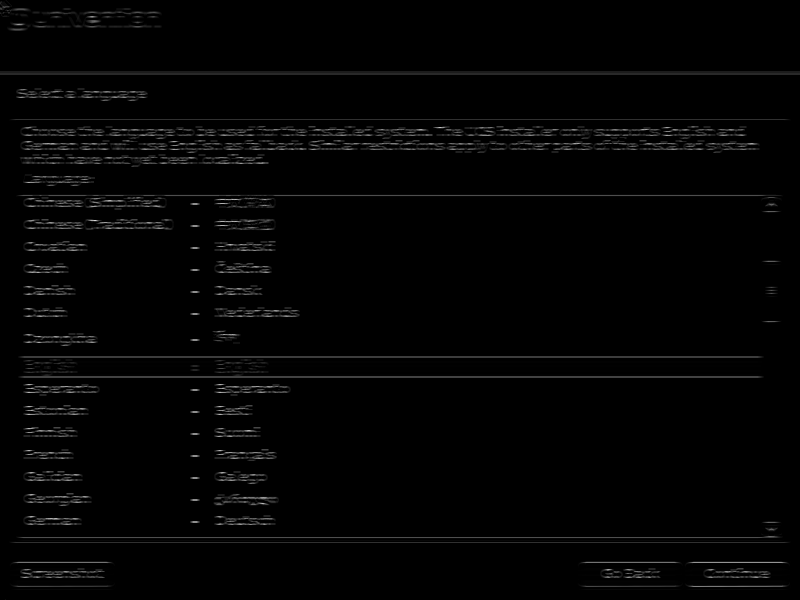 univention
Select a language
Choose the language to be used for the installed system. The UCS installer only supports English and
German and will use English as fallback. Similar restrictions apply to other parts of the installed system
which have not yet been localized.
Language:
Chinese (Simplified) - 中文(简体)
Chinese (Traditional) - 中文(繁體)
Croatian - Hrvatski
Czech - Čeština
Danish - Dansk
Dutch - Nederlands
Dzongkha -
English - English
Esperanto - Esperanto
Estonian - Eesti
Finnish - Suomi
French - Français
Galician - Galego
Georgian - ქართული
German - Deutsch
Screenshot
Go Back
Continue